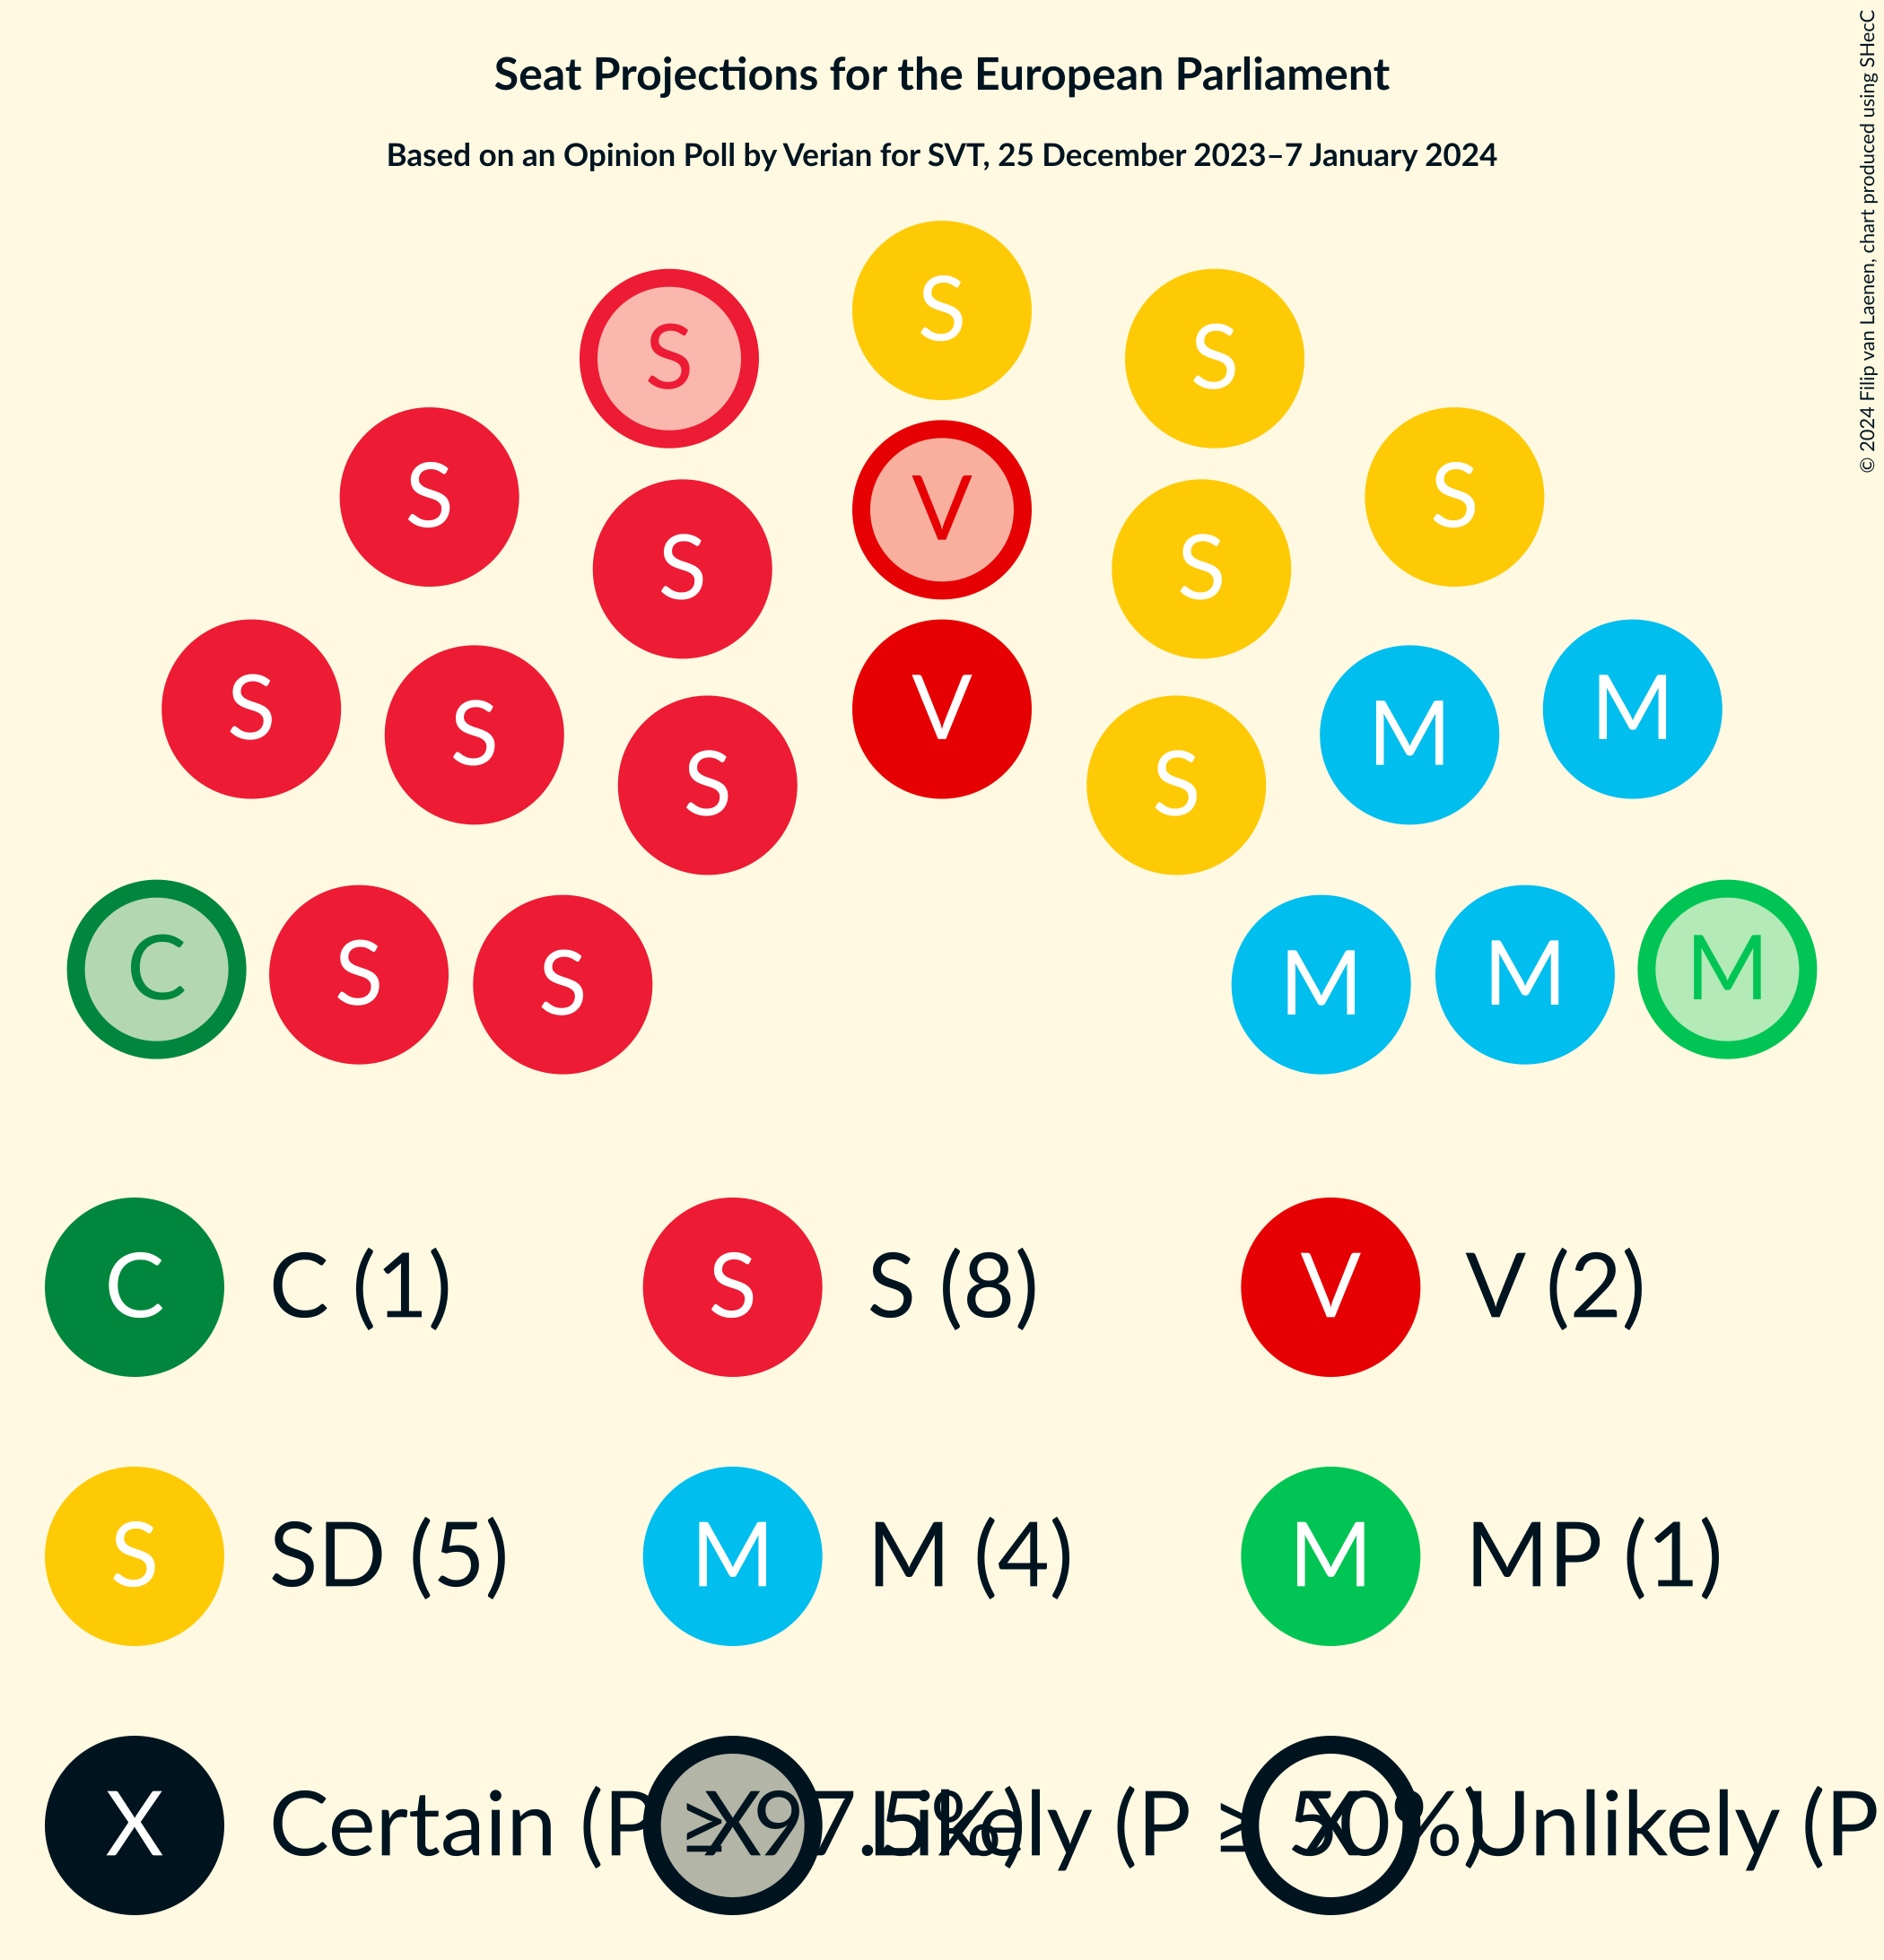 Seat Projections for the European Parliament
Based on an Opinion Poll by Verian for SVT, 25 December 2023–7 January 2024
© 2024 Filip van Laenen, chart produced using SHecC
S
S
S
S
V
S
S
S
S
S
M
M
S
S
V
S
C
S
S
M
M
M
C C (1) S S (8) V V (2)
S SD (5) M M (4) M MP (1)
X Certain (P ≥ 97.5%) X Likely (P ≥ 50%) X Unlikely (P